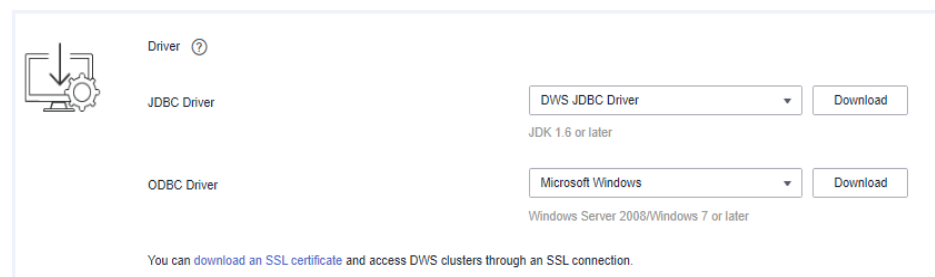 Driver ?
JDBC Driver DWS JDBC Driver Download
JDK 1.6 or later
ODBC Driver Microsoft Windows Download
Windows Server 2008/Windows 7 or later
You can download an SSL certificate and access DWS clusters through an SSL connection.